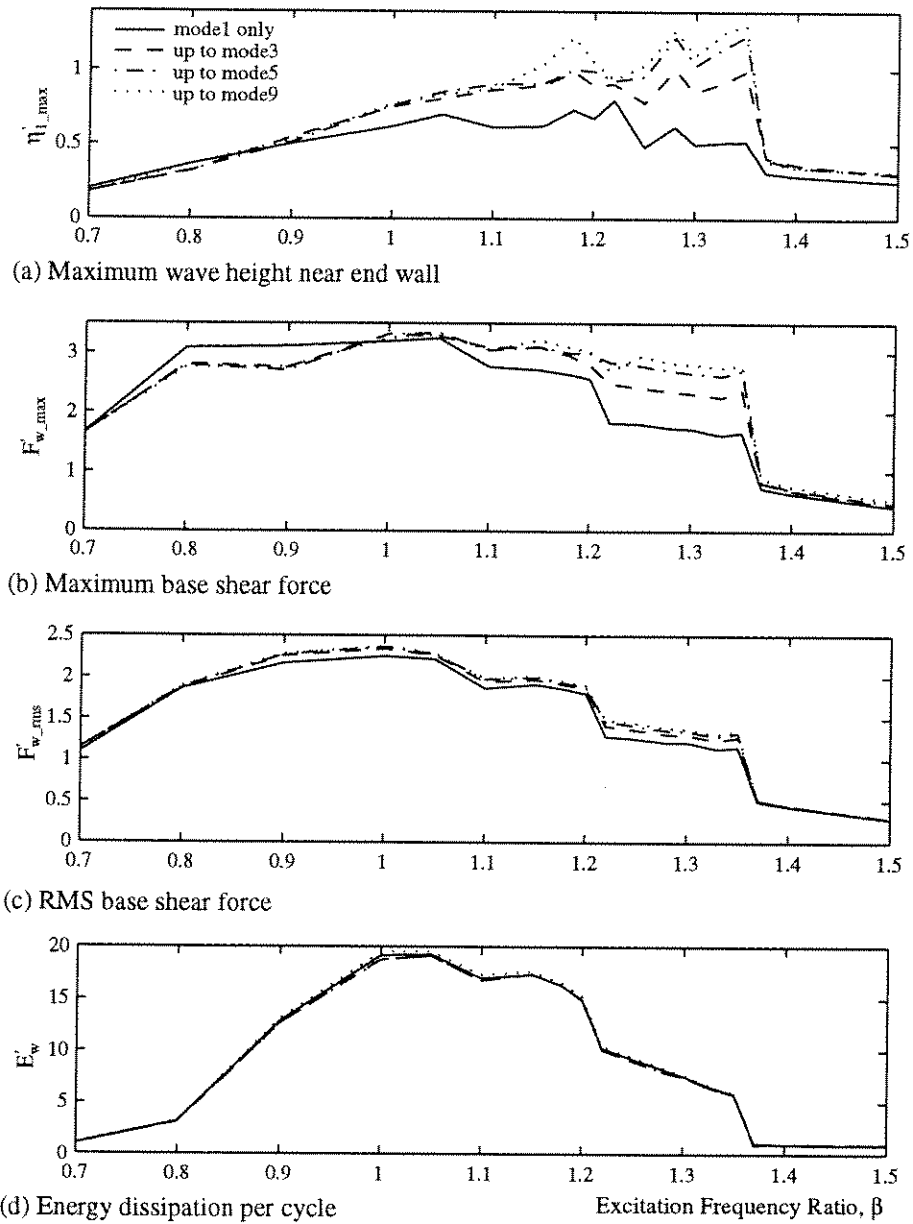 mode1 only
up to mode3
up to mode5
up to mode9
η'1_max
1
0.5
0
0.7 0.8 0.9 1 1.1 1.2 1.3 1.4 1.5
(a) Maximum wave height near end wall
F'w_max
3
2
1
0
0.7 0.8 0.9 1 1.1 1.2 1.3 1.4 1.5
(b) Maximum base shear force
F'w_rms
2.5
2
1.5
1
0.5
0
0.7 0.8 0.9 1 1.1 1.2 1.3 1.4 1.5
(c) RMS base shear force
E'w
20
15
10
5
0
0.7 0.8 0.9 1 1.1 1.2 1.3 1.4 1.5
(d) Energy dissipation per cycle
Excitation Frequency Ratio, β